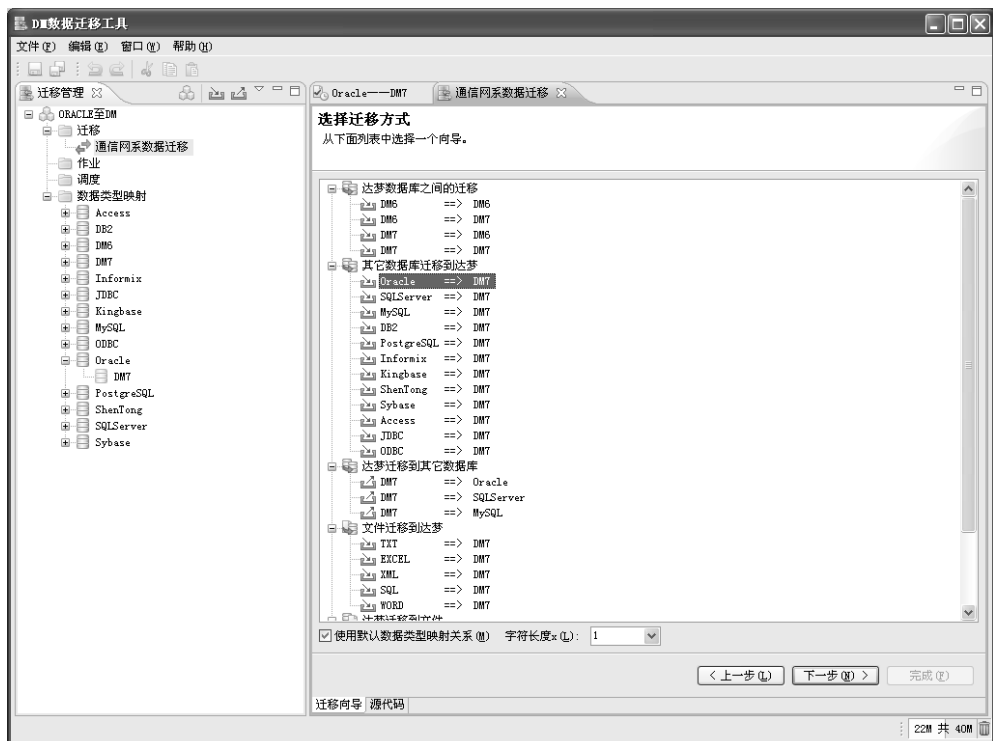 DM数据迁移工具
文件(F) 编辑(E) 窗口(W) 帮助(H)
迁移管理
ORACLE至DM
迁移
通信网系数据迁移
作业
调度
数据类型映射
Access
DB2
DM6
DM7
Informix
JDBC
Kingbase
MySQL
ODBC
Oracle
DM7
PostgreSQL
ShenTong
SQLServer
Sybase
Oracle——DM7 通信网系数据迁移
选择迁移方式
从下面列表中选择一个向导。
达梦数据库之间的迁移
DM6 ==> DM6
DM6 ==> DM7
DM7 ==> DM6
DM7 ==> DM7
其它数据库迁移到达梦
Oracle ==> DM7
SQLServer ==> DM7
MySQL ==> DM7
DB2 ==> DM7
PostgreSQL ==> DM7
Informix ==> DM7
Kingbase ==> DM7
ShenTong ==> DM7
Sybase ==> DM7
Access ==> DM7
JDBC ==> DM7
ODBC ==> DM7
达梦迁移到其它数据库
DM7 ==> Oracle
DM7 ==> SQLServer
DM7 ==> MySQL
文件迁移到达梦
TXT ==> DM7
EXCEL ==> DM7
XML ==> DM7
SQL ==> DM7
WORD ==> DM7
达梦迁移到文件
使用默认数据类型映射关系(M) 字符长度x(L): 1
<上一步(L) 下一步(N)> 完成(F)
迁移向导 源代码
22M 共 40M